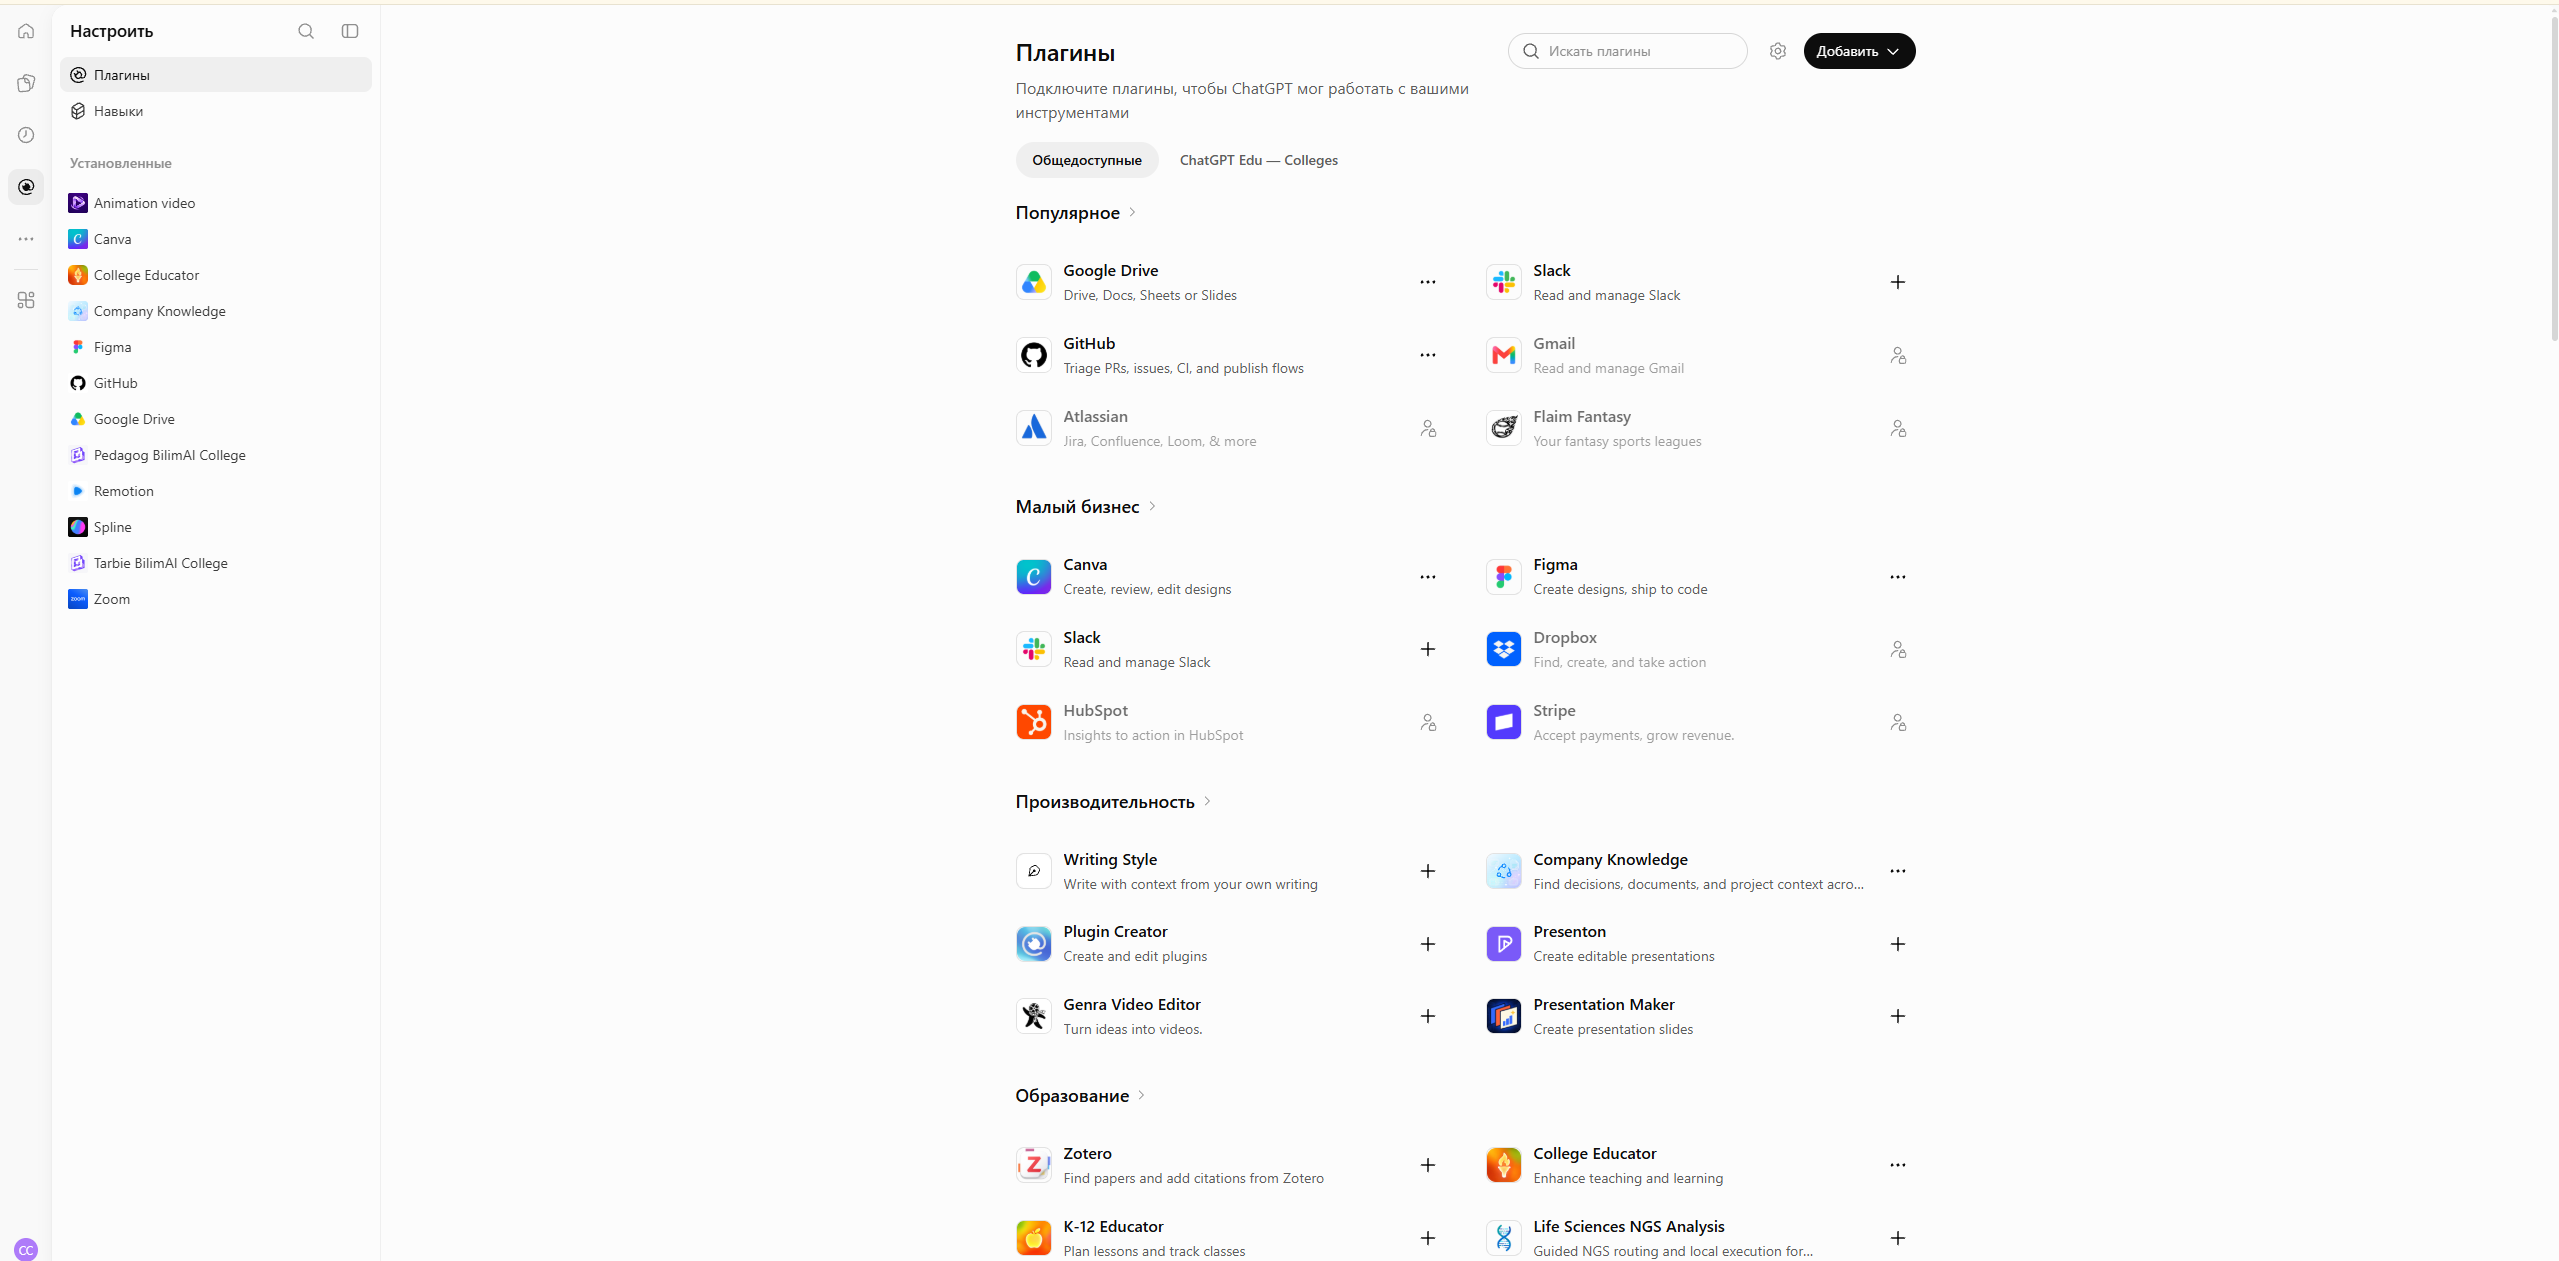 Настроить
Плагины
Навыки
Установленные
Animation video
Canva
College Educator
Company Knowledge
Figma
GitHub
Google Drive
Pedagog BilimAI College
Remotion
Spline
Tarbie BilimAI College
zoom
Zoom
CC
Плагины
Искать плагины
Добавить
Подключите плагины, чтобы ChatGPT мог работать с вашими
инструментами
Общедоступные
ChatGPT Edu — Colleges
Популярное
Google Drive
Drive, Docs, Sheets or Slides
Slack
Read and manage Slack
GitHub
Triage PRs, issues, CI, and publish flows
Gmail
Read and manage Gmail
Atlassian
Jira, Confluence, Loom, & more
Flaim Fantasy
Your fantasy sports leagues
Малый бизнес
Canva
Create, review, edit designs
Figma
Create designs, ship to code
Slack
Read and manage Slack
Dropbox
Find, create, and take action
HubSpot
Insights to action in HubSpot
Stripe
Accept payments, grow revenue.
Производительность
Writing Style
Write with context from your own writing
Company Knowledge
Find decisions, documents, and project context acro...
Plugin Creator
Create and edit plugins
Presenton
Create editable presentations
Genra Video Editor
Turn ideas into videos.
Presentation Maker
Create presentation slides
Образование
Zotero
Find papers and add citations from Zotero
College Educator
Enhance teaching and learning
K-12 Educator
Plan lessons and track classes
Life Sciences NGS Analysis
Guided NGS routing and local execution for...